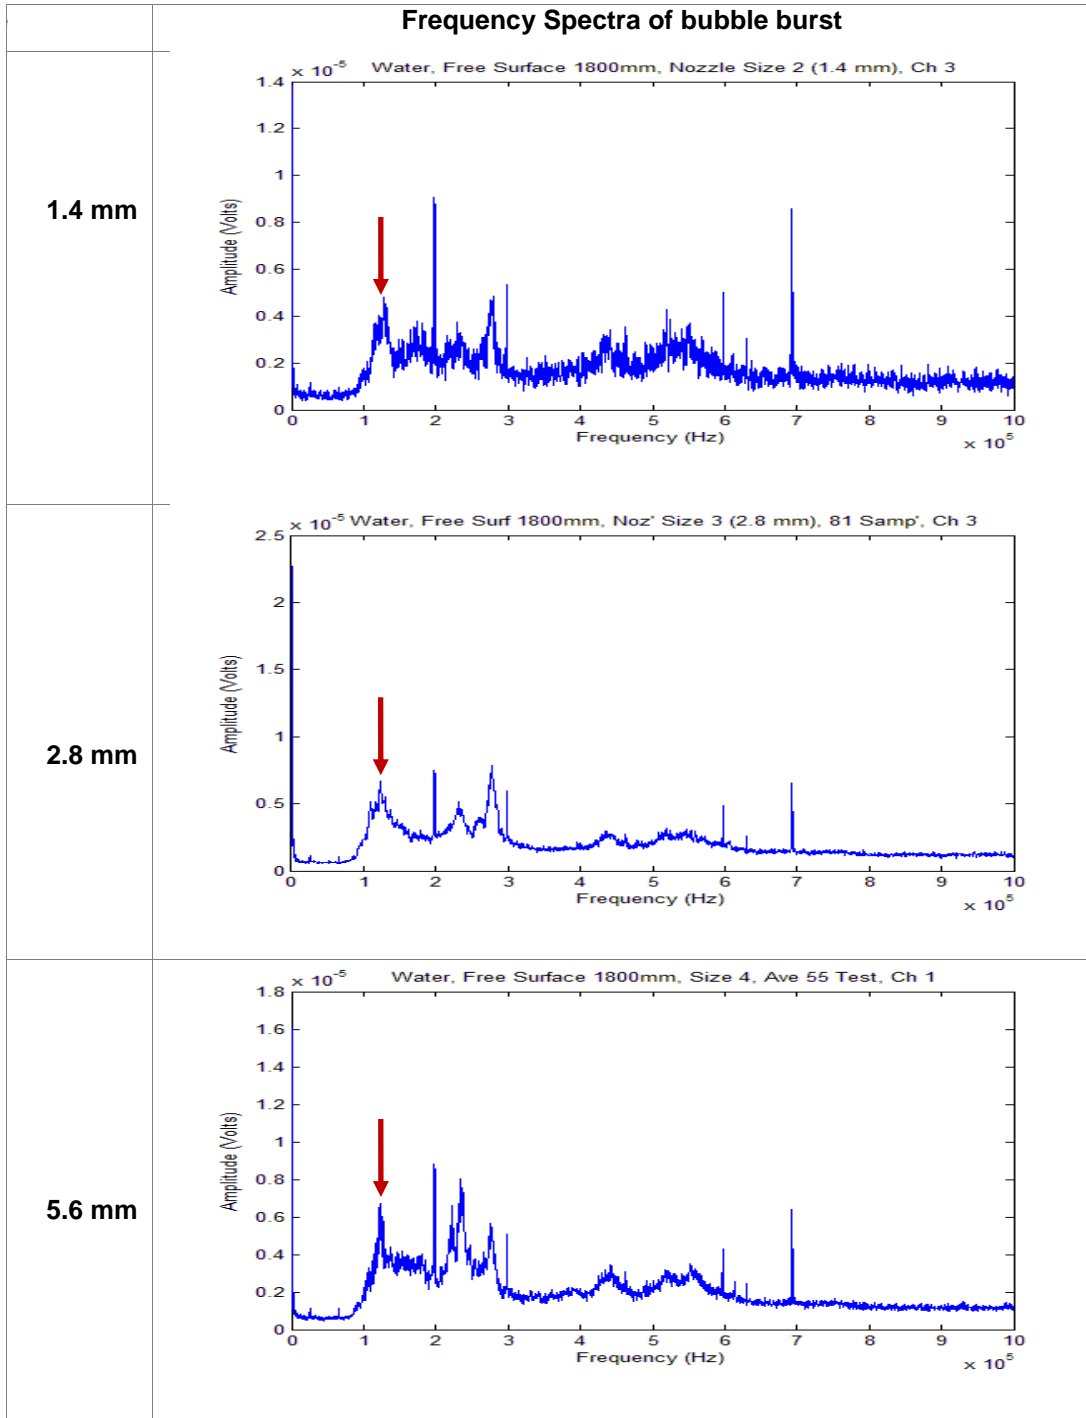 Frequency Spectra of bubble burst
1.4 mm
× 10-5 Water, Free Surface 1800mm, Nozzle Size 2 (1.4 mm), Ch 3
1.4
1.2
1
0.8
0.6
0.4
0.2
0
Amplitude (Volts)
0 1 2 3 4 5 6 7 8 9 10
Frequency (Hz)
× 10^5
2.8 mm
× 10-5 Water, Free Surf 1800mm, Noz' Size 3 (2.8 mm), 81 Samp', Ch 3
2.5
2
1.5
1
0.5
0
Amplitude (Volts)
0 1 2 3 4 5 6 7 8 9 10
Frequency (Hz)
× 10^5
5.6 mm
× 10-5 Water, Free Surface 1800mm, Size 4, Ave 55 Test, Ch 1
1.8
1.6
1.4
1.2
1
0.8
0.6
0.4
0.2
0
Amplitude (Volts)
0 1 2 3 4 5 6 7 8 9 10
Frequency (Hz)
× 10^5